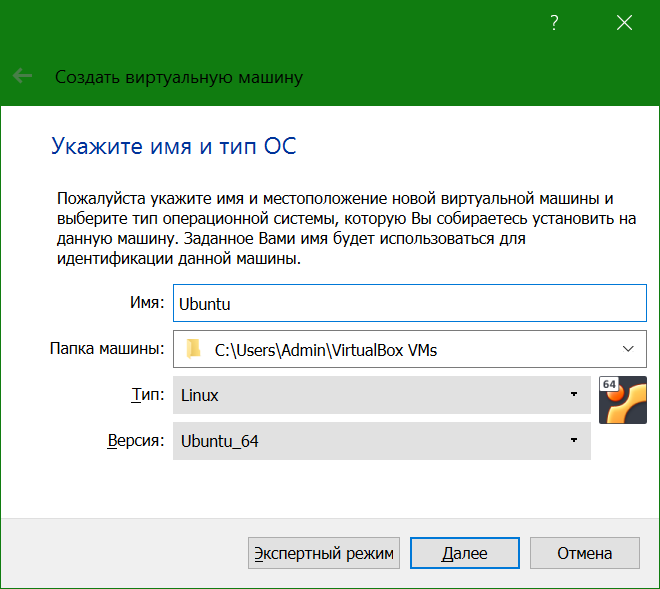 ?
Создать виртуальную машину
Укажите имя и тип ОС
Пожалуйста укажите имя и местоположение новой виртуальной машины и
выберите тип операционной системы, которую Вы собираетесь установить на
данную машину. Заданное Вами имя будет использоваться для
идентификации данной машины.
Имя: Ubuntu
Папка машины: C:\Users\Admin\VirtualBox VMs
Тип: Linux 64
Версия: Ubuntu_64
Экспертный режим Далее Отмена